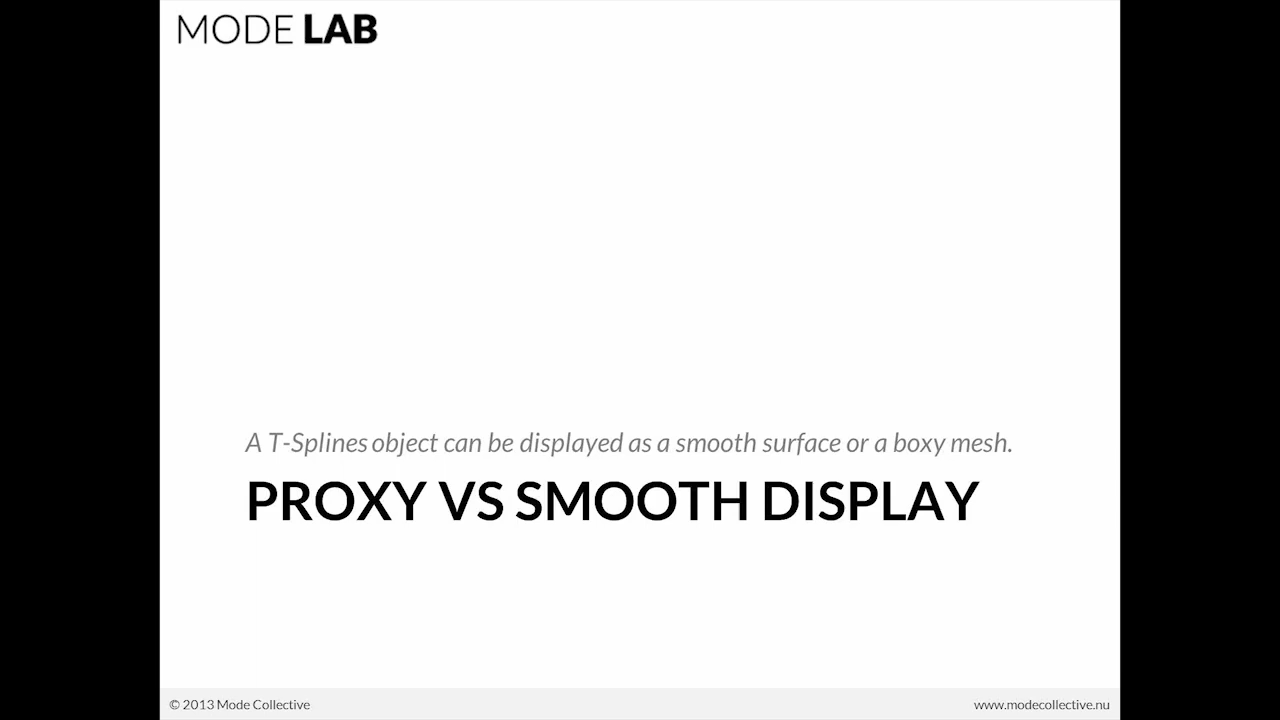 MODE LAB
A T-Splines object can be displayed as a smooth surface or a boxy mesh.
PROXY VS SMOOTH DISPLAY
© 2013 Mode Collective
www.modecollective.nu